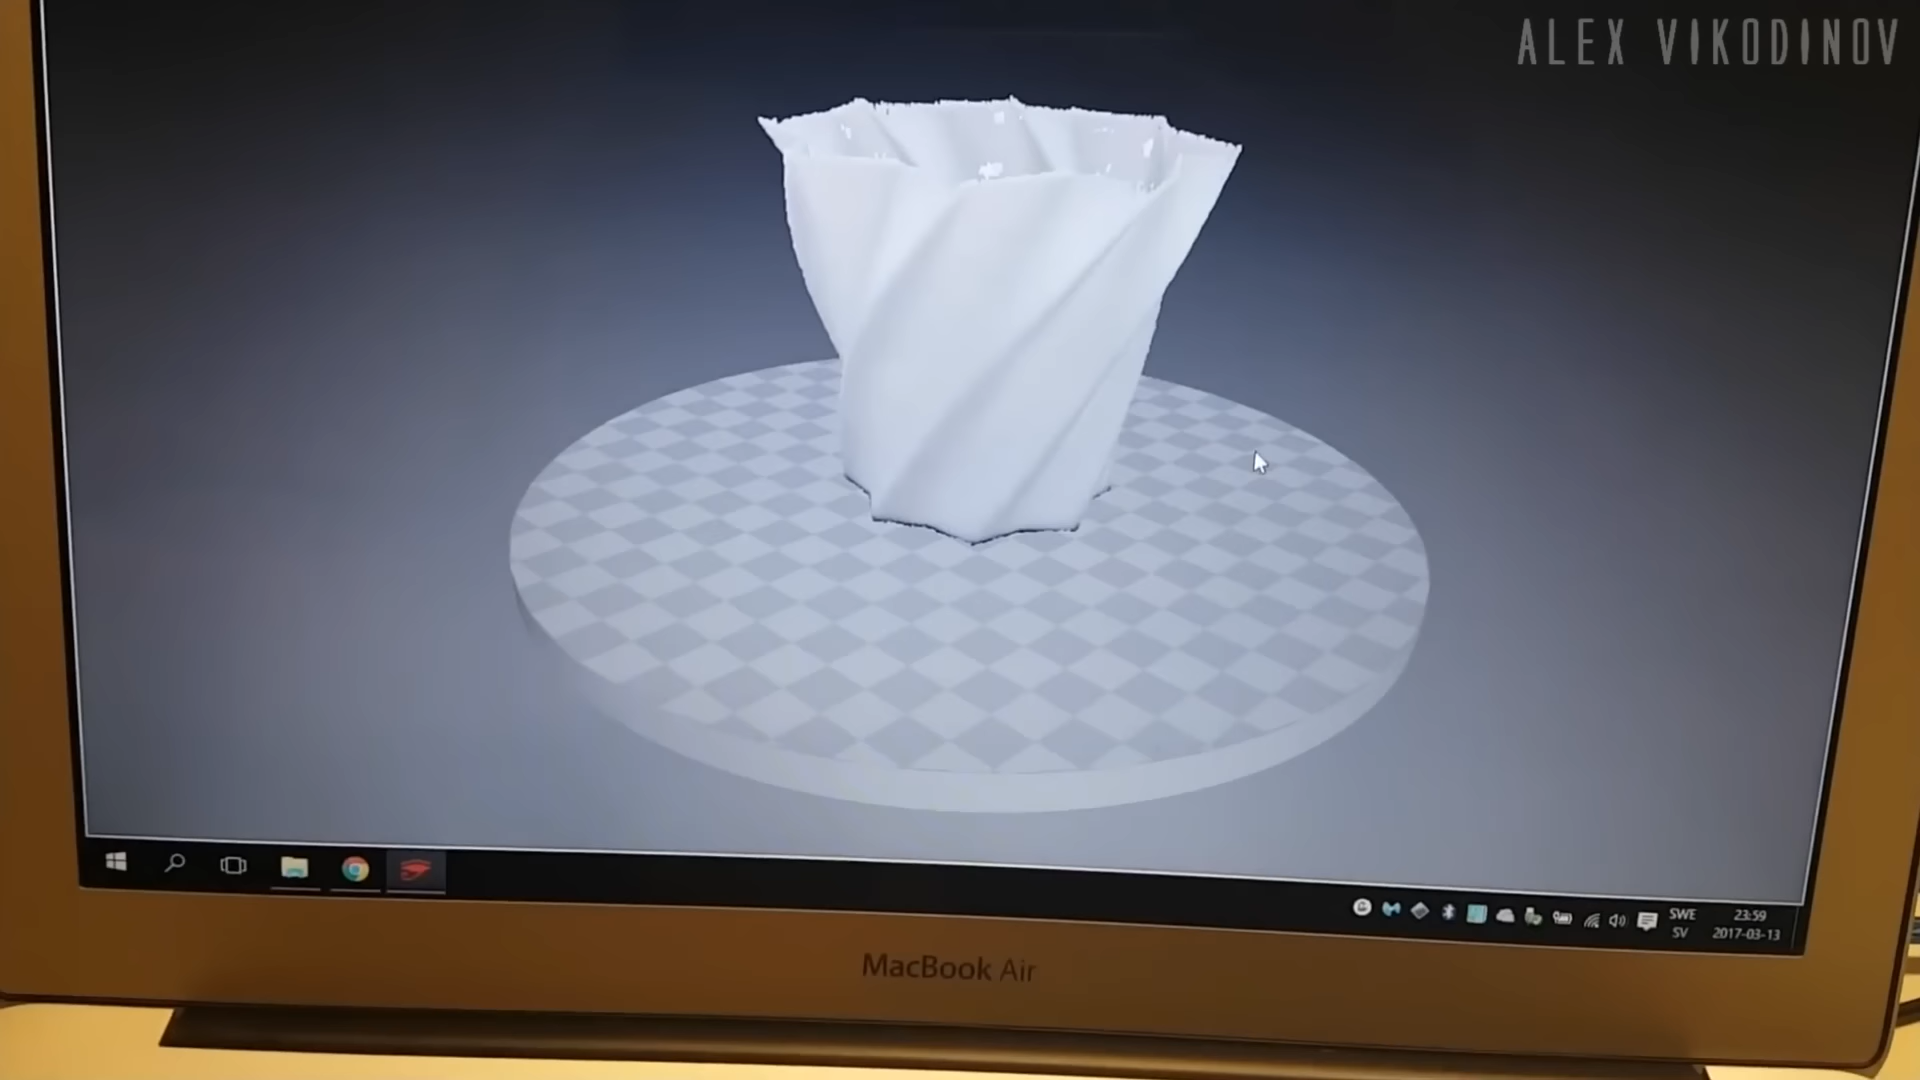 ALEX VIKODINOV
SWE
SV
23:59
2017-03-13
MacBook Air